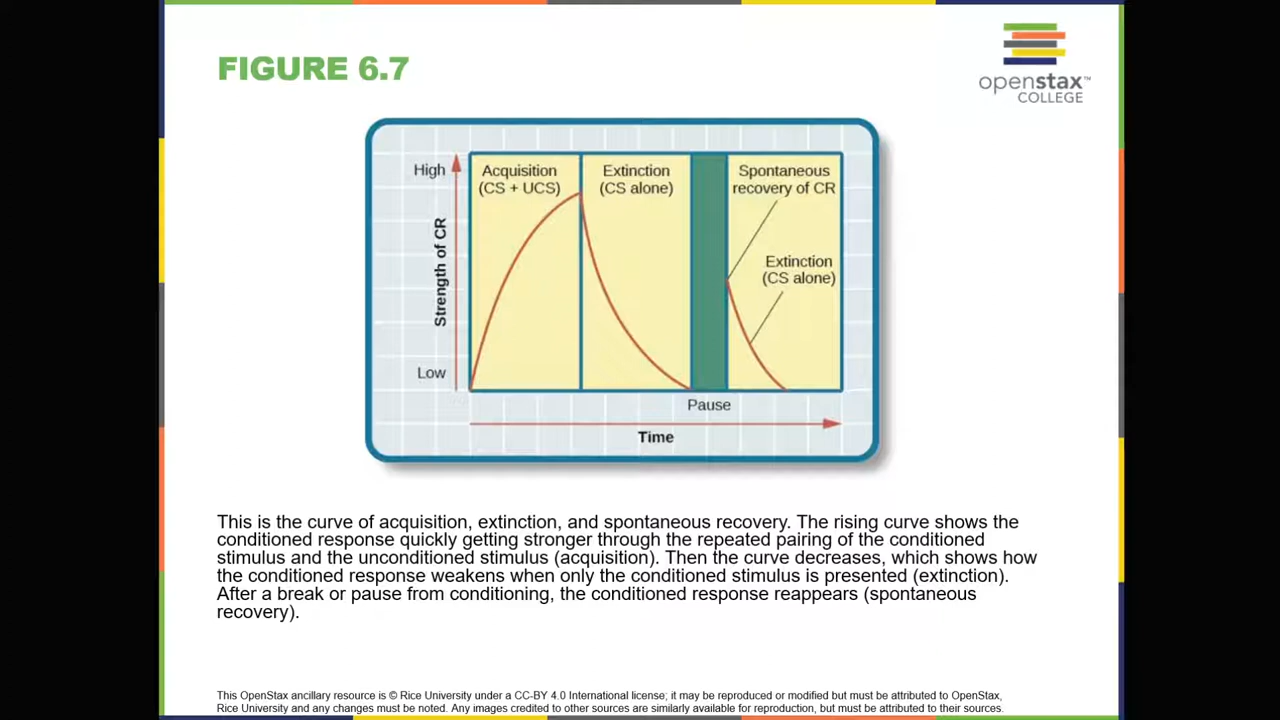 FIGURE 6.7
openstax™
COLLEGE
High
Acquisition
(CS + UCS)
Extinction
(CS alone)
Spontaneous
recovery of CR
Extinction
(CS alone)
Strength of CR
Low
Pause
Time
This is the curve of acquisition, extinction, and spontaneous recovery. The rising curve shows the
conditioned response quickly getting stronger through the repeated pairing of the conditioned
stimulus and the unconditioned stimulus (acquisition). Then the curve decreases, which shows how
the conditioned response weakens when only the conditioned stimulus is presented (extinction).
After a break or pause from conditioning, the conditioned response reappears (spontaneous
recovery).
This OpenStax ancillary resource is © Rice University under a CC-BY 4.0 International license; it may be reproduced or modified but must be attributed to OpenStax,
Rice University and any changes must be noted. Any images credited to other sources are similarly available for reproduction, but must be attributed to their sources.